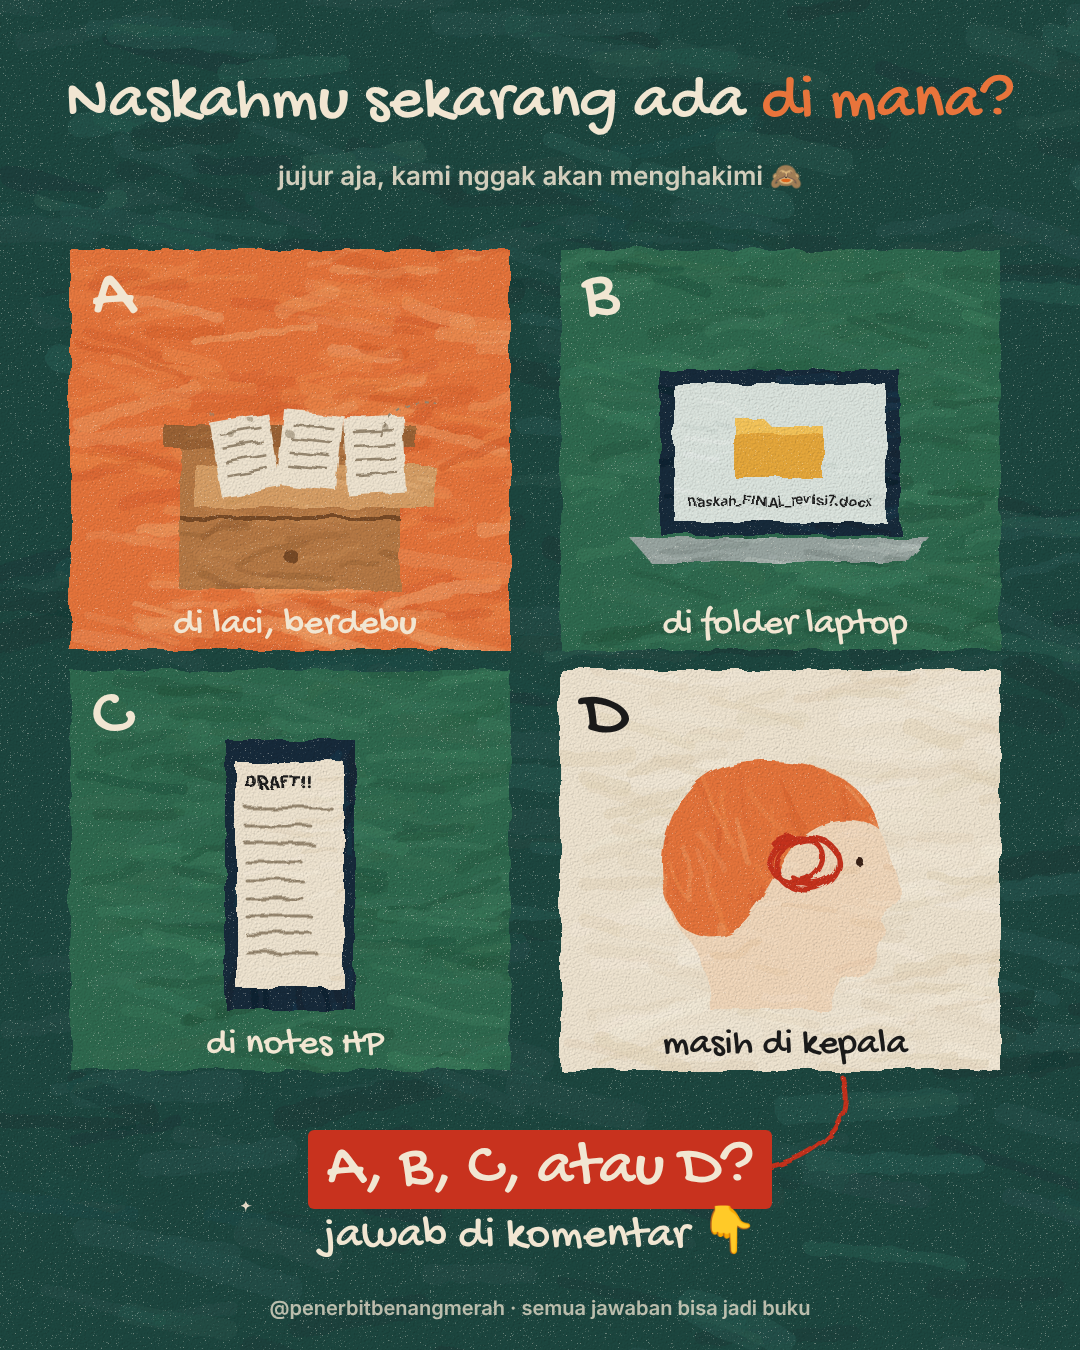 Naskahmu sekarang ada di mana?
jujur aja, kami nggak akan menghakimi 🙈
A
di laci, berdebu
B
naskah_FINAL_revisi7.docx
di folder laptop
C
DRAFT!!
di notes HP
D
masih di kepala
A, B, C, atau D?
jawab di komentar 👇
@penerbitbenangmerah · semua jawaban bisa jadi buku